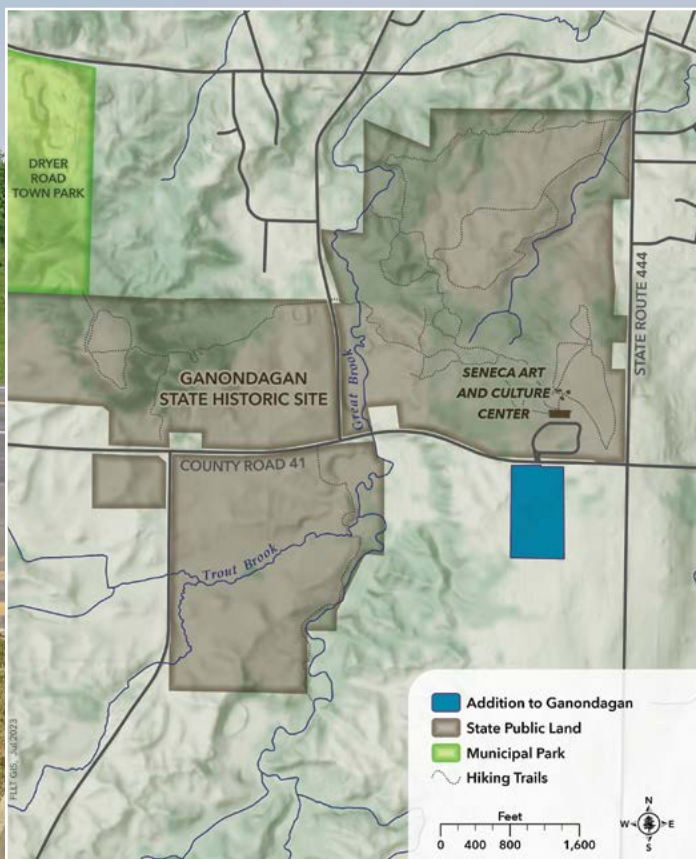 DRYER
ROAD
TOWN PARK
STATE ROUTE 444
Great Brook
SENECA ART
AND CULTURE
CENTER
GANONDAGAN
STATE HISTORIC SITE
COUNTY ROAD 41
Trout Brook
Addition to Ganondagan
State Public Land
Municipal Park
Hiking Trails
Feet
0 400 800 1,600
N
W E
S
FLLT GIS, Jul 2023